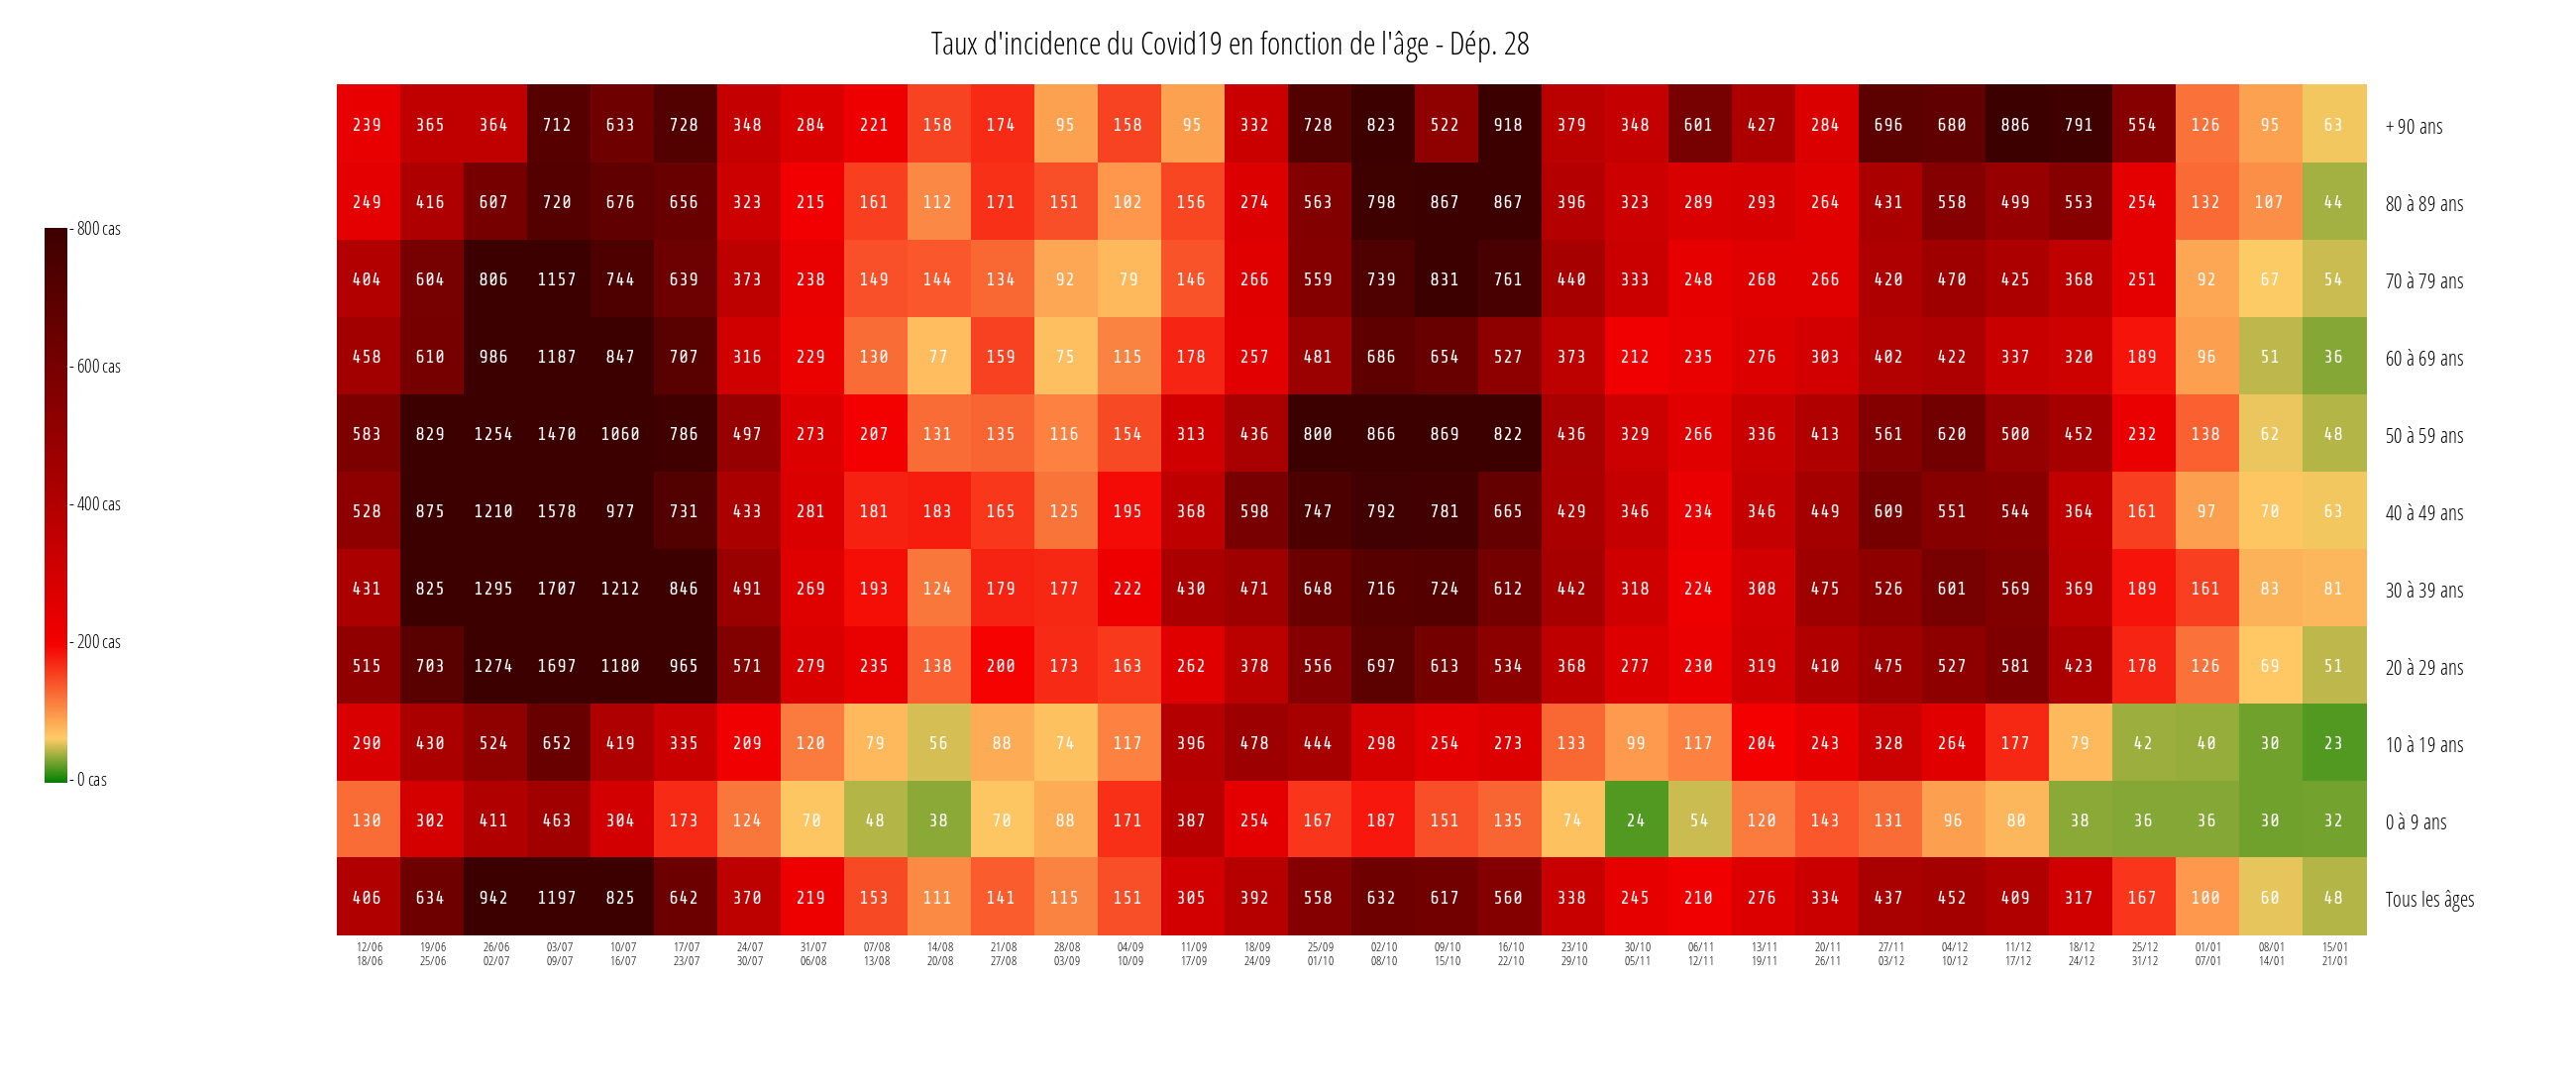 Taux d'incidence du Covid19 en fonction de l'âge - Dép. 28
239 365 364 712 633 728 348 284 221 158 174 95 158 95 332 728 823 522 918 379 348 601 427 284 696 680 886 791 554 126 95 63 + 90 ans
249 416 607 720 676 656 323 215 161 112 171 151 102 156 274 563 798 867 867 396 323 289 293 264 431 558 499 553 254 132 107 44 80 à 89 ans
- 800 cas
404 604 806 1157 744 639 373 238 149 144 134 92 79 146 266 559 739 831 761 440 333 248 268 266 420 470 425 368 251 92 67 54 70 à 79 ans
458 610 986 1187 847 707 316 229 130 77 159 75 115 178 257 481 686 654 527 373 212 235 276 303 402 422 337 320 189 96 51 36 60 à 69 ans
- 600 cas
583 829 1254 1470 1060 786 497 273 207 131 135 116 154 313 436 800 866 869 822 436 329 266 336 413 561 620 500 452 232 138 62 48 50 à 59 ans
- 400 cas
528 875 1210 1578 977 731 433 281 181 183 165 125 195 368 598 747 792 781 665 429 346 234 346 449 609 551 544 364 161 97 70 63 40 à 49 ans
431 825 1295 1707 1212 846 491 269 193 124 179 177 222 430 471 648 716 724 612 442 318 224 308 475 526 601 569 369 189 161 83 81 30 à 39 ans
- 200 cas
515 703 1274 1697 1180 965 571 279 235 138 200 173 163 262 378 556 697 613 534 368 277 230 319 410 475 527 581 423 178 126 69 51 20 à 29 ans
290 430 524 652 419 335 209 120 79 56 88 74 117 396 478 444 298 254 273 133 99 117 204 243 328 264 177 79 42 40 30 23 10 à 19 ans
- 0 cas
130 302 411 463 304 173 124 70 48 38 70 88 171 387 254 167 187 151 135 74 24 54 120 143 131 96 80 38 36 36 30 32 0 à 9 ans
406 634 942 1197 825 642 370 219 153 111 141 115 151 305 392 558 632 617 560 338 245 210 276 334 437 452 409 317 167 100 60 48 Tous les âges
12/06 19/06 26/06 03/07 10/07 17/07 24/07 31/07 07/08 14/08 21/08 28/08 04/09 11/09 18/09 25/09 02/10 09/10 16/10 23/10 30/10 06/11 13/11 20/11 27/11 04/12 11/12 18/12 25/12 01/01 08/01 15/01
18/06 25/06 02/07 09/07 16/07 23/07 30/07 06/08 13/08 20/08 27/08 03/09 10/09 17/09 24/09 01/10 08/10 15/10 22/10 29/10 05/11 12/11 19/11 26/11 03/12 10/12 17/12 24/12 31/12 07/01 14/01 21/01